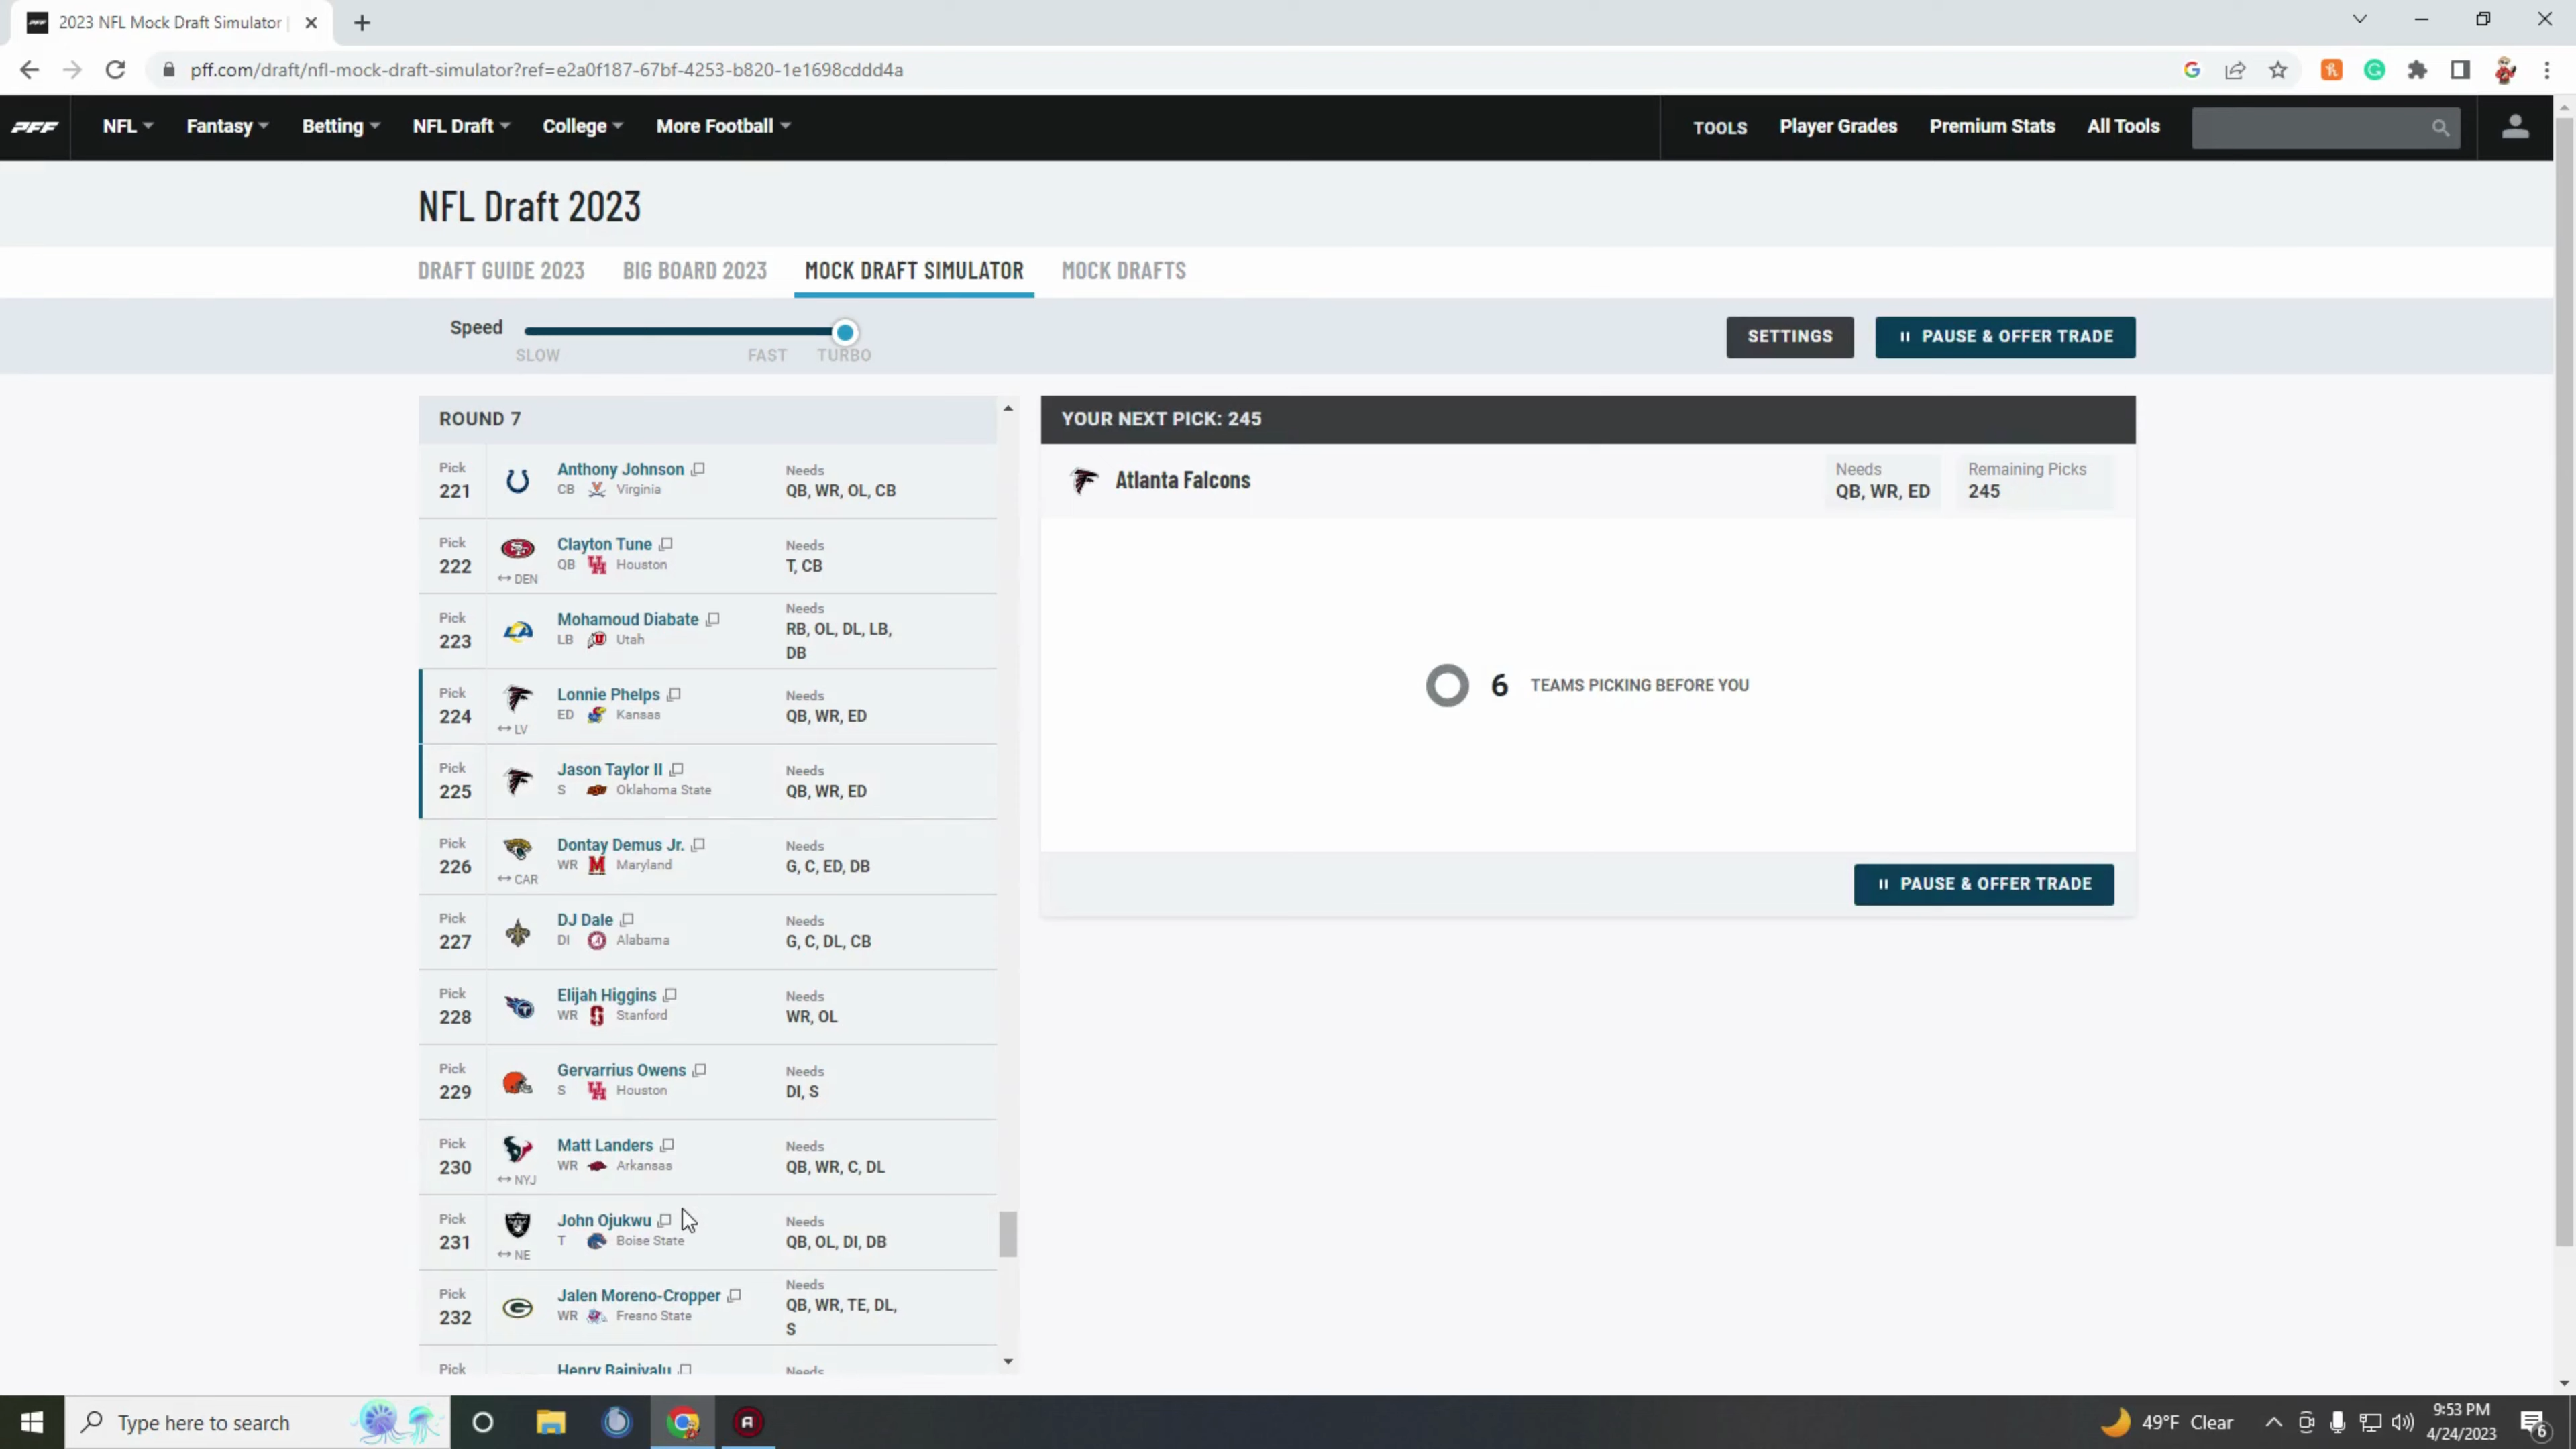 2023 NFL Mock Draft Simulator |
pff.com/draft/nfl-mock-draft-simulator?ref=e2a0f187-67bf-4253-b820-1e1698cddd4a
PFF NFL Fantasy Betting NFL Draft College More Football TOOLS Player Grades Premium Stats All Tools
NFL Draft 2023
DRAFT GUIDE 2023 BIG BOARD 2023 MOCK DRAFT SIMULATOR MOCK DRAFTS
Speed
SLOW FAST TURBO
SETTINGS PAUSE & OFFER TRADE
ROUND 7
Pick 221
Anthony Johnson
CB Virginia
Needs
QB, WR, OL, CB
Pick 222
↔ DEN
Clayton Tune
QB Houston
Needs
T, CB
Pick 223
Mohamoud Diabate
LB Utah
Needs
RB, OL, DL, LB,
DB
Pick 224
↔ LV
Lonnie Phelps
ED Kansas
Needs
QB, WR, ED
Pick 225
Jason Taylor II
S Oklahoma State
Needs
QB, WR, ED
Pick 226
↔ CAR
Dontay Demus Jr.
WR Maryland
Needs
G, C, ED, DB
Pick 227
DJ Dale
DI Alabama
Needs
G, C, DL, CB
Pick 228
Elijah Higgins
WR Stanford
Needs
WR, OL
Pick 229
Gervarrius Owens
S Houston
Needs
DI, S
Pick 230
↔ NYJ
Matt Landers
WR Arkansas
Needs
QB, WR, C, DL
Pick 231
↔ NE
John Ojukwu
T Boise State
Needs
QB, OL, DI, DB
Pick 232
Jalen Moreno-Cropper
WR Fresno State
Needs
QB, WR, TE, DL,
S
Pick
Henry Bainivalu
Needs
YOUR NEXT PICK: 245
Atlanta Falcons
Needs
QB, WR, ED
Remaining Picks
245
6 TEAMS PICKING BEFORE YOU
PAUSE & OFFER TRADE
Type here to search
49°F Clear
9:53 PM
4/24/2023
6